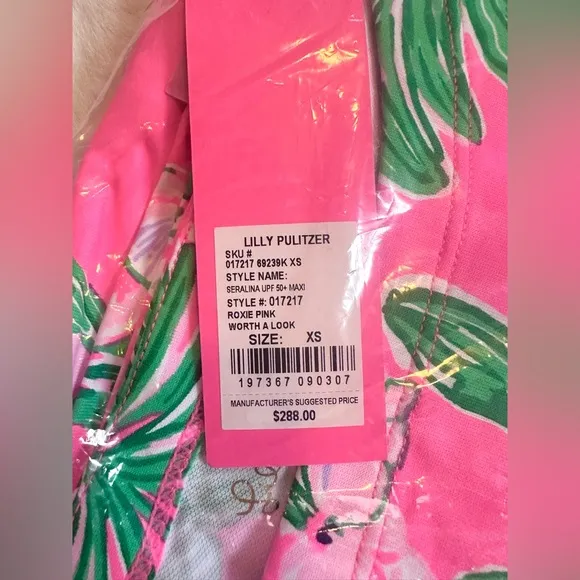 LILLY PULITZER
SKU #
017217 69239K XS
STYLE NAME:
SERALINA UPF 50+ MAXI
STYLE #: 017217
ROXIE PINK
WORTH A LOOK
SIZE: XS
197367 090307
MANUFACTURER'S SUGGESTED PRICE
$288.00